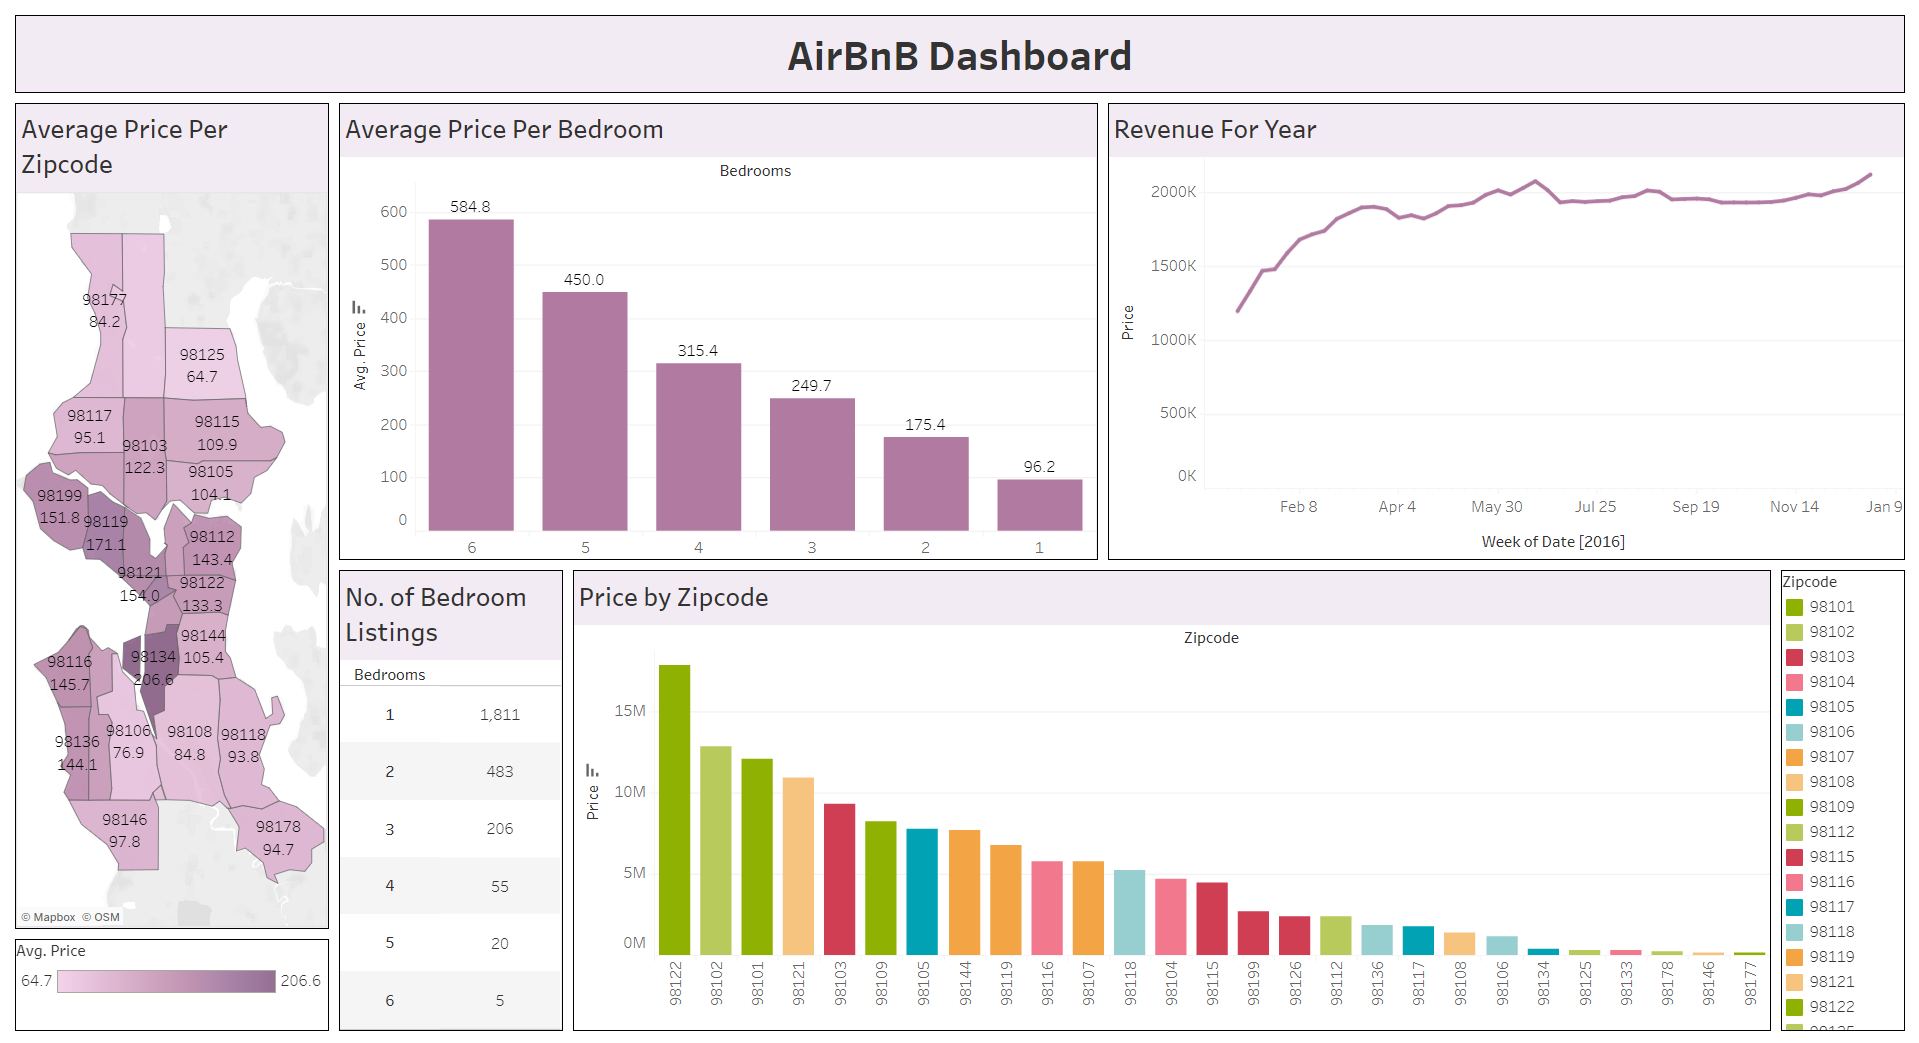 AirBnB Dashboard
Average Price Per
Zipcode
98177
84.2
98125
64.7
98117
95.1
98103
122.3
98115
109.9
98105
104.1
98199
151.8
98119
171.1
98112
143.4
98121
154.0
98122
133.3
98144
105.4
98134
206.6
98116
145.7
98136
144.1
98106
76.9
98108
84.8
98118
93.8
98146
97.8
98178
94.7
© Mapbox © OSM
Avg. Price
64.7 206.6
Average Price Per Bedroom
Bedrooms
Avg. Price
600
500
400
300
200
100
0
584.8
450.0
315.4
249.7
175.4
96.2
6 5 4 3 2 1
Revenue For Year
Price
2000K
1500K
1000K
500K
0K
Feb 8 Apr 4 May 30 Jul 25 Sep 19 Nov 14 Jan 9
Week of Date [2016]
No. of Bedroom
Listings
Bedrooms
1 1,811
2 483
3 206
4 55
5 20
6 5
Price by Zipcode
Zipcode
Price
15M
10M
5M
0M
98122 98102 98101 98121 98103 98109 98105 98144 98119 98116 98107 98118 98104 98115 98199 98126 98112 98136 98117 98108 98106 98134 98125 98133 98178 98146 98177
Zipcode
98101
98102
98103
98104
98105
98106
98107
98108
98109
98112
98115
98116
98117
98118
98119
98121
98122